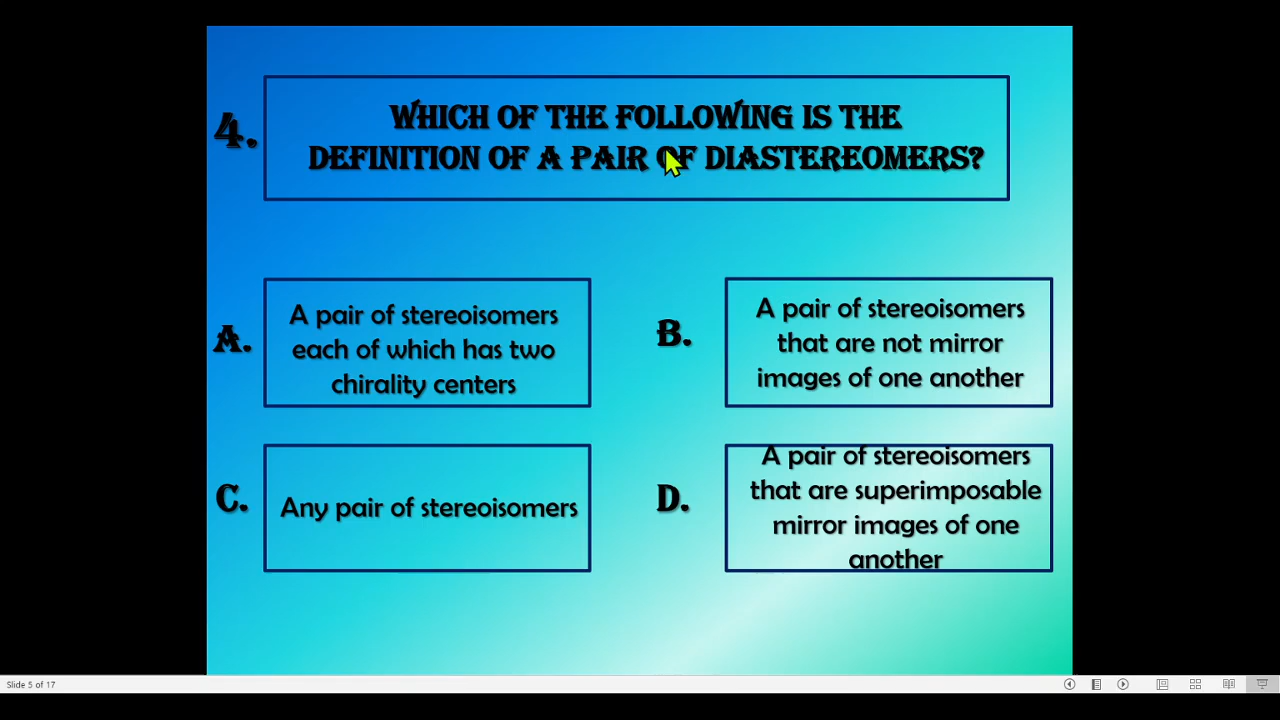 4.
WHICH OF THE FOLLOWING IS THE
DEFINITION OF A PAIR OF DIASTEREOMERS?
A.
A pair of stereoisomers
each of which has two
chirality centers
B.
A pair of stereoisomers
that are not mirror
images of one another
C.
Any pair of stereoisomers
D.
A pair of stereoisomers
that are superimposable
mirror images of one
another
Slide 5 of 17